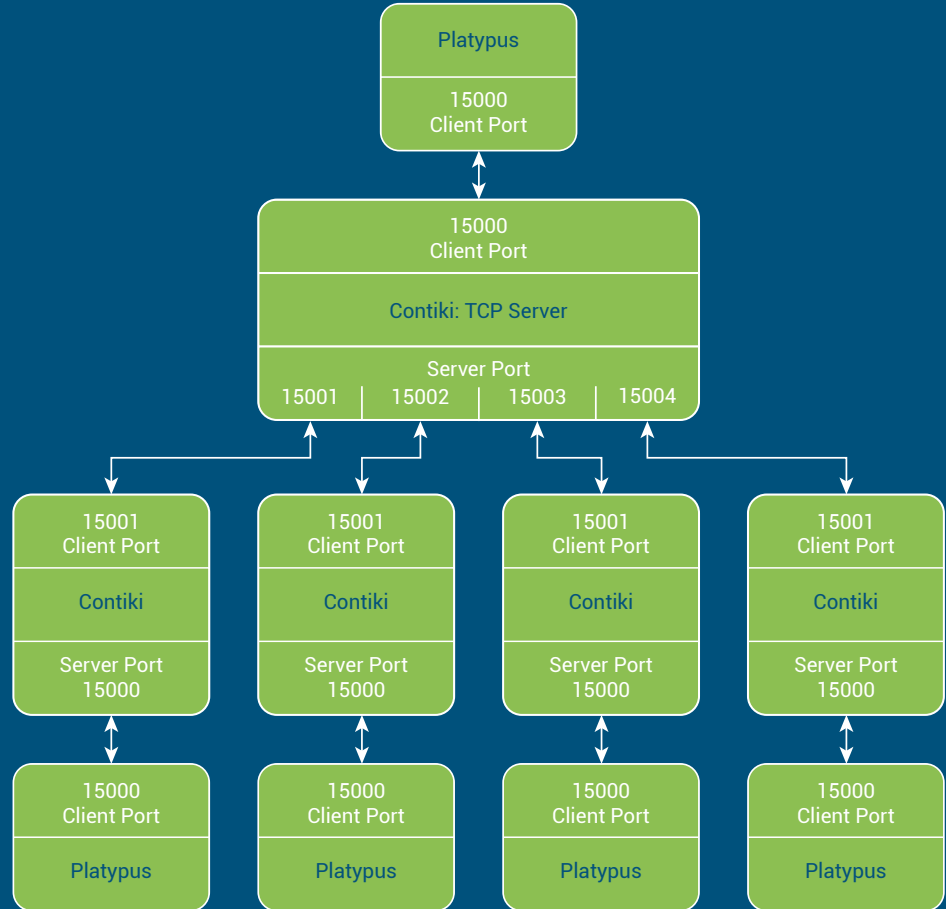 Platypus
15000
Client Port
15000
Client Port
Contiki: TCP Server
Server Port
15001 15002 15003 15004
15001
Client Port
Contiki
Server Port
15000
15001
Client Port
Contiki
Server Port
15000
15001
Client Port
Contiki
Server Port
15000
15001
Client Port
Contiki
Server Port
15000
15000
Client Port
Platypus
15000
Client Port
Platypus
15000
Client Port
Platypus
15000
Client Port
Platypus